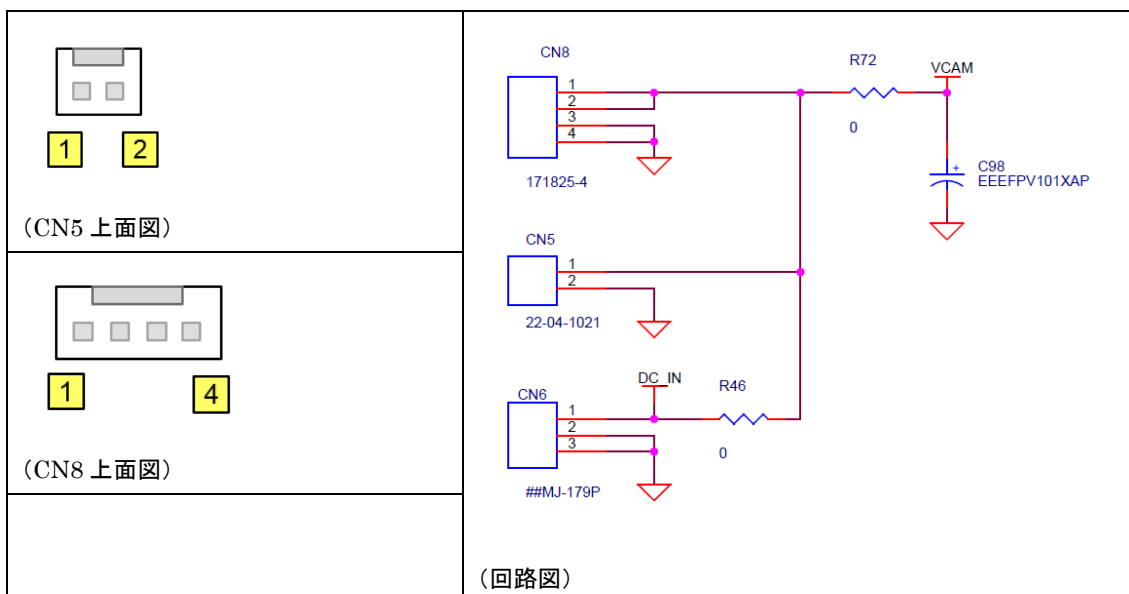 1
2
(CN5 上面図)
1
4
(CN8 上面図)
CN8
1
2
3
4
171825-4
R72
0
VCAM
C98
+
EEEFPV101XAP
CN5
1
2
22-04-1021
DC_IN
CN6
1
2
3
##MJ-179P
R46
0
(回路図)